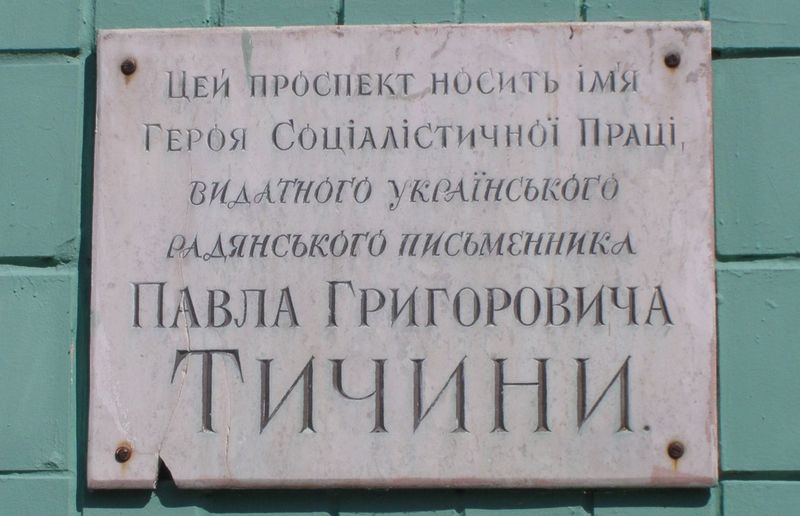 Цей проспект носить ім'я
Героя Соціалістичної Праці,
видатного українського
радянського письменника
Павла Григоровича
Тичини.